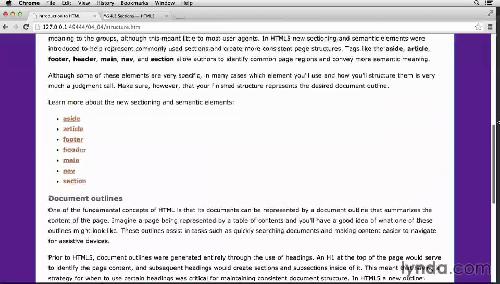 Chrome File Edit View History Bookmarks Window Help
Introduction to HTML
4.3 Sections — HTML5
127.0.0.1:49444/04_04/structure.htm
meaning to the groups, although this meant little to most user agents. In HTML5 new sectioning and semantic elements were
introduced to help represent commonly used sections and create more consistent page structures. Tags like the aside, article,
footer, header, main, nav, and section allow authors to identify common page regions and convey more semantic meaning.
Although some of these elements are very specific, in many cases which element you'll use and how you'll structure them is very
much a judgment call. Make sure, however, that your finished structure represents the desired document outline.
Learn more about the new sectioning and semantic elements:
• aside
• article
• footer
• header
• main
• nav
• section
Document outlines
One of the fundamental concepts of HTML is that its documents can be represented by a document outline that summarizes the
content of the page. Imagine a page being represented by a table of contents and you'll have a good idea of what one of these
outlines might look like. These outlines assist in tasks such as quickly searching documents and making content easier to navigate
for assistive devices.
Prior to HTML5, document outlines were generated entirely through the use of headings. An H1 at the top of the page would serve
to identify the page content, and subsequent headings would create sections and subsections inside of it. This meant
strategy for when to use certain headings was critical for maintaining consistent document structure. In HTML5 a new outline
lynda.com